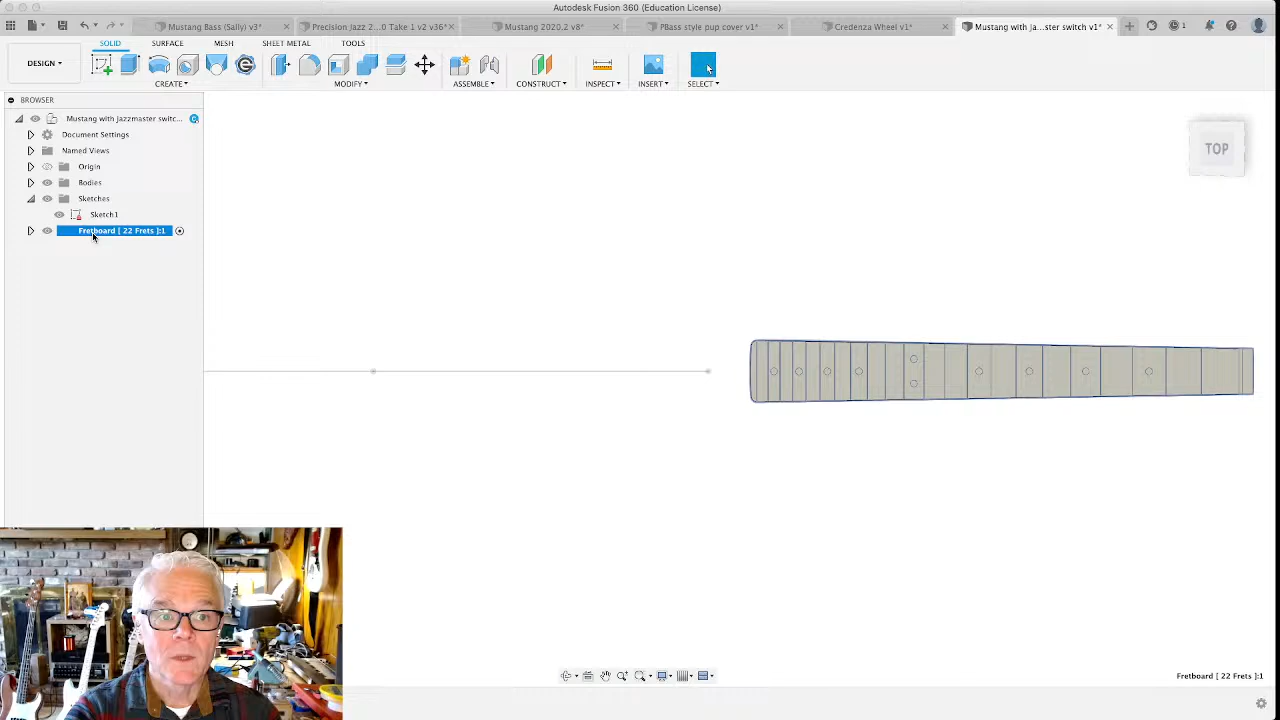 Autodesk Fusion 360 (Education License)
Mustang Bass (Sally) v3*
Precision Jazz 2...0 Take 1 v2 v36*
Mustang 2020.2 v8*
PBass style pup cover v1*
Credenza Wheel v1*
Mustang with Ja...ster switch v1*
1
DESIGN
SOLID
SURFACE
MESH
SHEET METAL
TOOLS
CREATE
MODIFY
ASSEMBLE
CONSTRUCT
INSPECT
INSERT
SELECT
BROWSER
Mustang with Jazzmaster switc...
Document Settings
Named Views
Origin
Bodies
Sketches
Sketch1
Fretboard [ 22 Frets ]:1
TOP
Fretboard [ 22 Frets ]:1